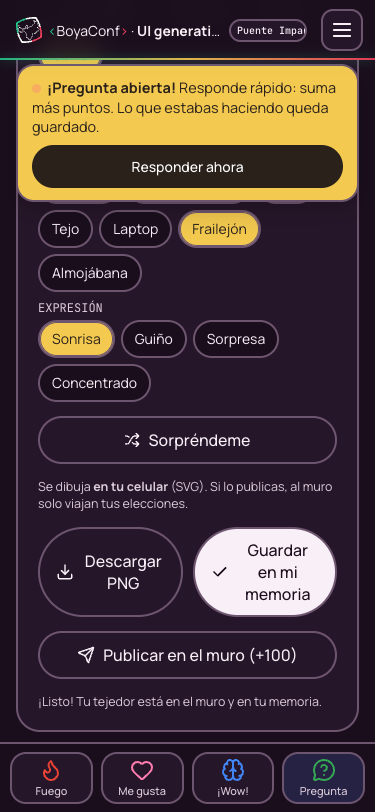 <BoyaConf> · UI generati…
¡Pregunta abierta! Responde rápido: suma
más puntos. Lo que estabas haciendo queda
guardado.
Responder ahora
Tejo
Laptop
Frailejón
Almojábana
EXPRESIÓN
Sonrisa
Guiño
Sorpresa
Concentrado
Sorpréndeme
Se dibuja en tu celular (SVG). Si lo publicas, al muro
solo viajan tus elecciones.
Descargar
PNG
Guardar
en mi
memoria
Publicar en el muro (+100)
¡Listo! Tu tejedor está en el muro y en tu memoria.
Fuego
Me gusta
¡Wow!
Pregunta